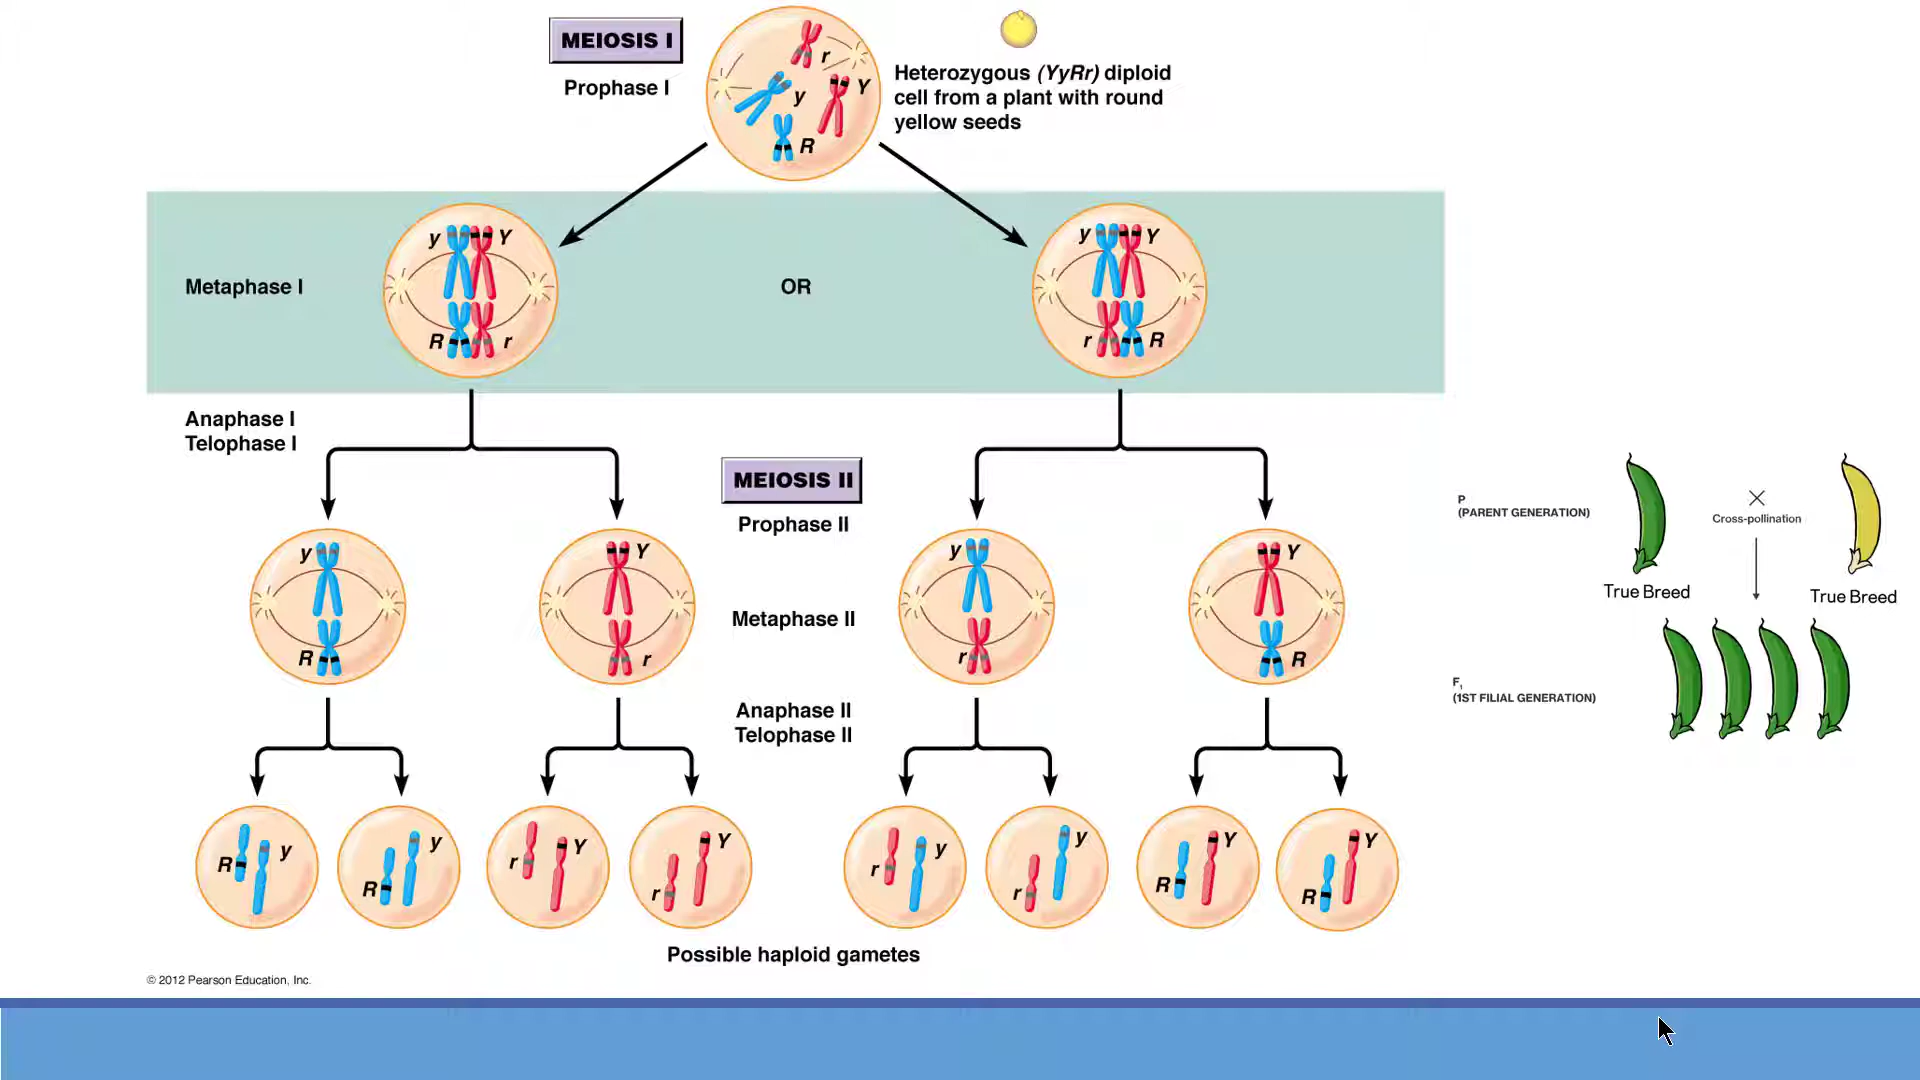 MEIOSIS I
Prophase I
r
Y
y
R
Heterozygous (YyRr) diploid
cell from a plant with round
yellow seeds
y Y
R r
Metaphase I
OR
y Y
r R
Anaphase I
Telophase I
MEIOSIS II
Prophase II
y
R
Y
r
Metaphase II
y
r
Y
R
Anaphase II
Telophase II
R y
R y
r Y
r Y
r y
r y
R Y
R Y
Possible haploid gametes
© 2012 Pearson Education, Inc.
P
(PARENT GENERATION)
Cross-pollination
True Breed
True Breed
F1
(1ST FILIAL GENERATION)